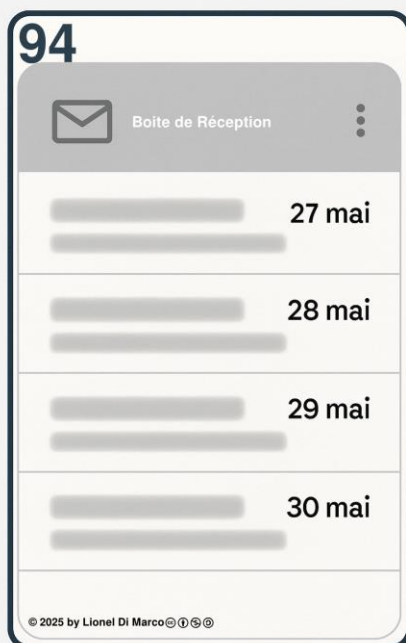 94
Boite de Réception
27 mai
28 mai
29 mai
30 mai
© 2025 by Lionel Di Marco